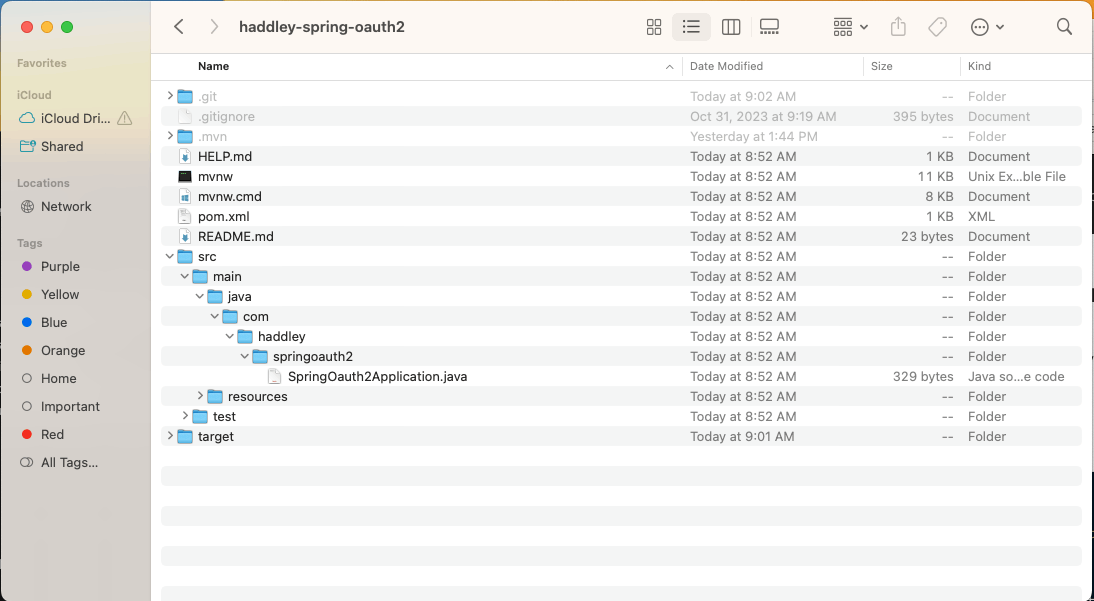 haddley-spring-oauth2
Favorites
iCloud
iCloud Dri...
Shared
Locations
Network
Tags
Purple
Yellow
Blue
Orange
Home
Important
Red
All Tags...
Name Date Modified Size Kind
.git Today at 9:02 AM -- Folder
.gitignore Oct 31, 2023 at 9:19 AM 395 bytes Document
.mvn Yesterday at 1:44 PM -- Folder
HELP.md Today at 8:52 AM 1 KB Document
mvnw Today at 8:52 AM 11 KB Unix Ex...ble File
mvnw.cmd Today at 8:52 AM 8 KB Document
pom.xml Today at 8:52 AM 1 KB XML
README.md Today at 8:52 AM 23 bytes Document
src Today at 8:52 AM -- Folder
main Today at 8:52 AM -- Folder
java Today at 8:52 AM -- Folder
com Today at 8:52 AM -- Folder
haddley Today at 8:52 AM -- Folder
springoauth2 Today at 8:52 AM -- Folder
SpringOauth2Application.java Today at 8:52 AM 329 bytes Java so...e code
resources Today at 8:52 AM -- Folder
test Today at 8:52 AM -- Folder
target Today at 9:01 AM -- Folder